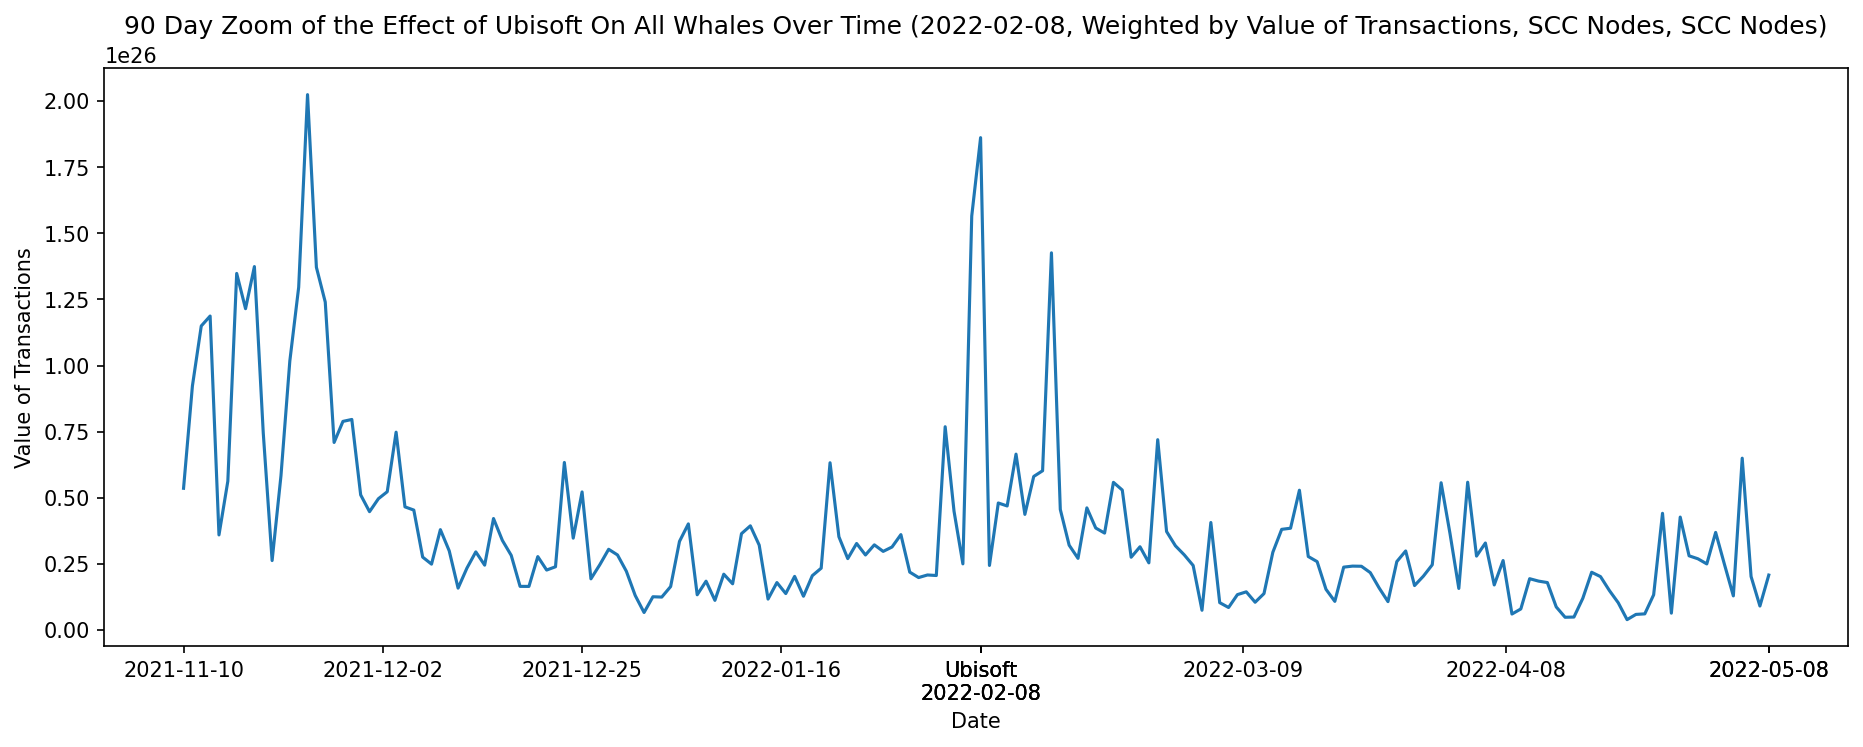 90 Day Zoom of the Effect of Ubisoft On All Whales Over Time (2022-02-08, Weighted by Value of Transactions, SCC Nodes, SCC Nodes)
1e26
2.00
1.75
1.50
1.25
1.00
0.75
0.50
0.25
0.00
Value of Transactions
2021-11-10 2021-12-02 2021-12-25 2022-01-16 Ubisoft 2022-03-09 2022-04-08 2022-05-08
2022-02-08
Date